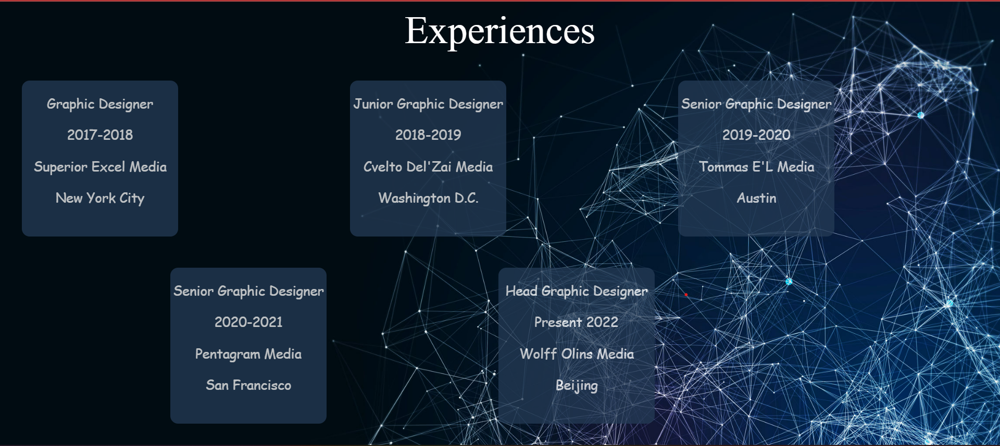 Experiences
Graphic Designer
2017-2018
Superior Excel Media
New York City
Junior Graphic Designer
2018-2019
Cvelto Del'Zai Media
Washington D.C.
Senior Graphic Designer
2019-2020
Tommas E'L Media
Austin
Senior Graphic Designer
2020-2021
Pentagram Media
San Francisco
Head Graphic Designer
Present 2022
Wolff Olins Media
Beijing